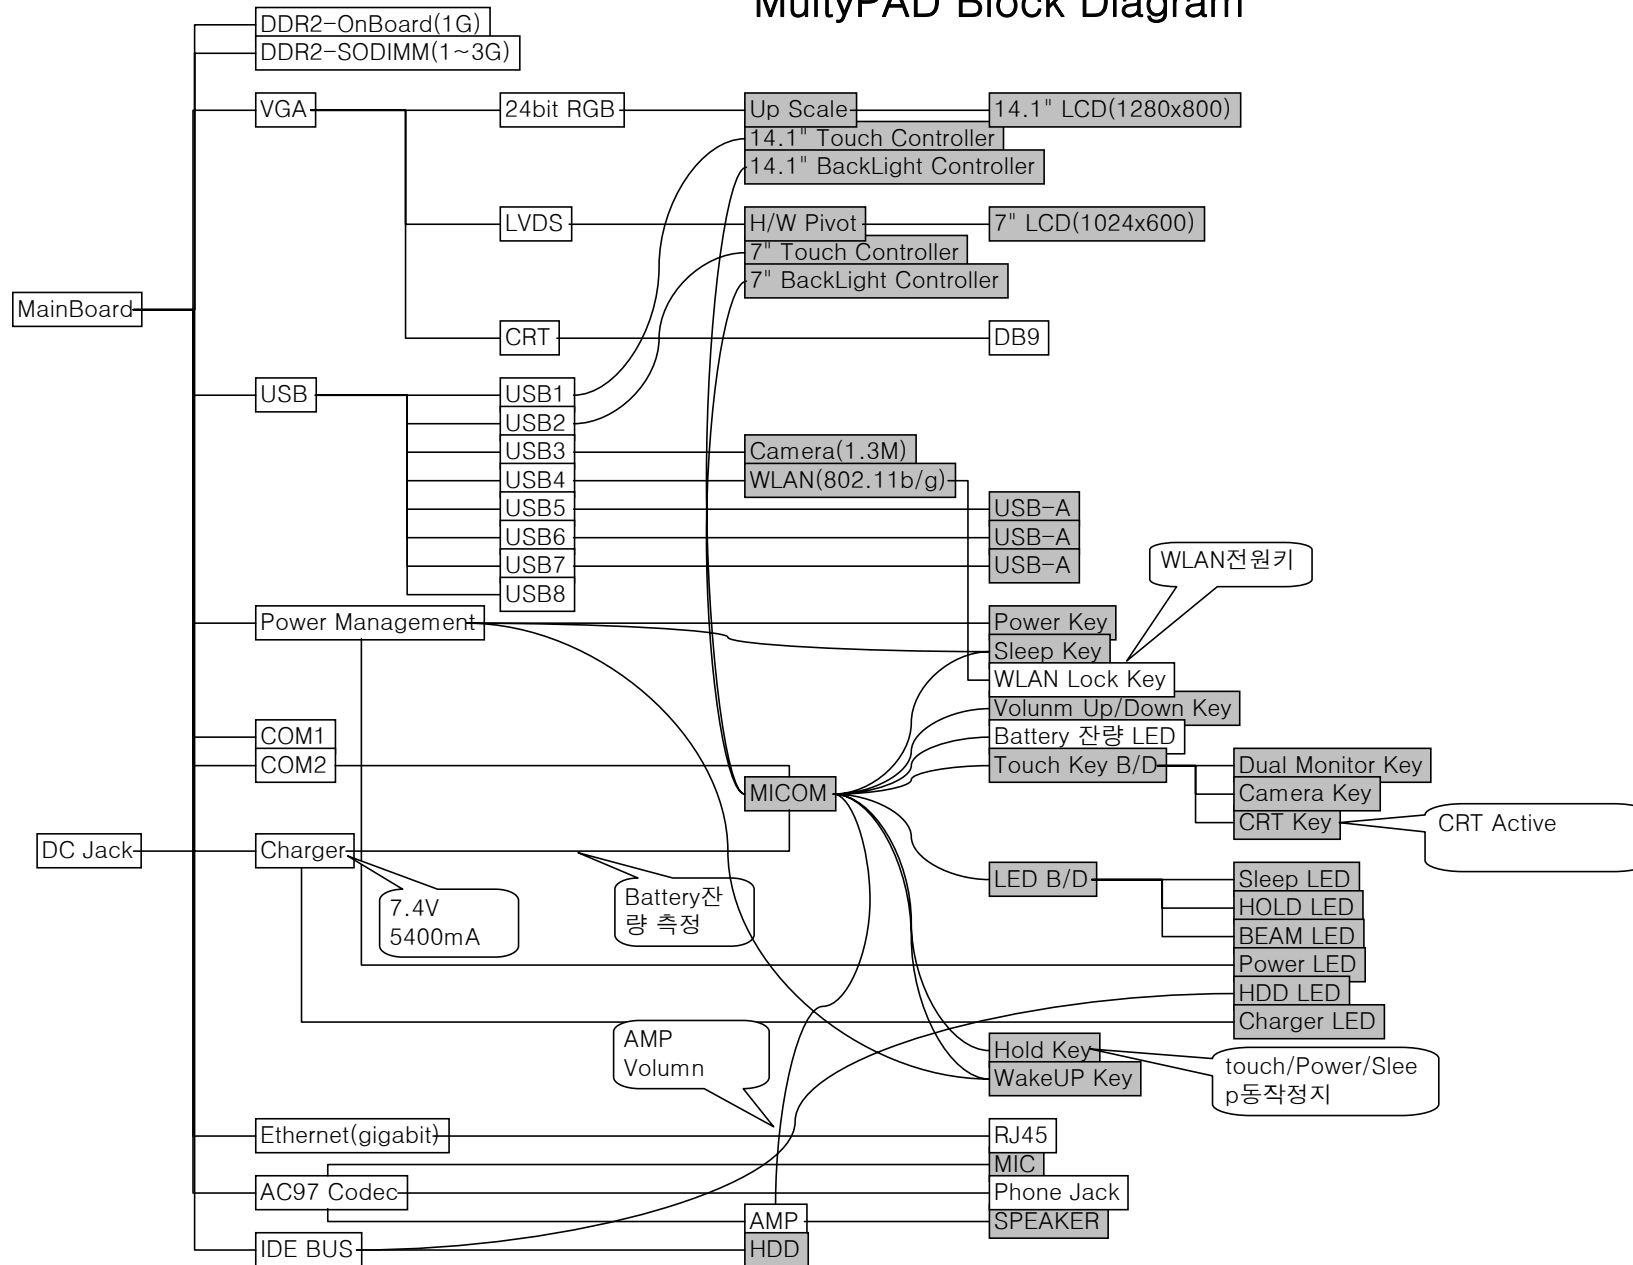 MultyPAD Block Diagram
DDR2-OnBoard(1G)
DDR2-SODIMM(1~3G)
VGA
24bit RGB
Up Scale
14.1" LCD(1280x800)
14.1" Touch Controller
14.1" BackLight Controller
LVDS
H/W Pivot
7" LCD(1024x600)
7" Touch Controller
7" BackLight Controller
MainBoard
CRT
DB9
USB
USB1
USB2
USB3
Camera(1.3M)
USB4
WLAN(802.11b/g)
USB5
USB-A
USB6
USB-A
USB7
USB-A
USB8
WLAN전원키
Power Management
Power Key
Sleep Key
WLAN Lock Key
Volunm Up/Down Key
COM1
Battery 잔량 LED
COM2
Touch Key B/D
Dual Monitor Key
MICOM
Camera Key
CRT Key
CRT Active
DC Jack
Charger
7.4V
5400mA
Battery잔
량 측정
LED B/D
Sleep LED
HOLD LED
BEAM LED
Power LED
HDD LED
Charger LED
AMP
Volumn
Hold Key
WakeUP Key
touch/Power/Slee
p동작정지
Ethernet(gigabit)
RJ45
MIC
AC97 Codec
Phone Jack
AMP
SPEAKER
IDE BUS
HDD